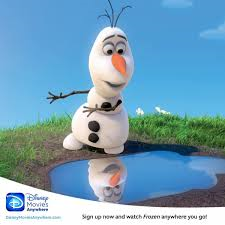 Disney
Movies
Anywhere
DisneyMoviesAnywhere.com
Sign up now and watch Frozen anywhere you go!